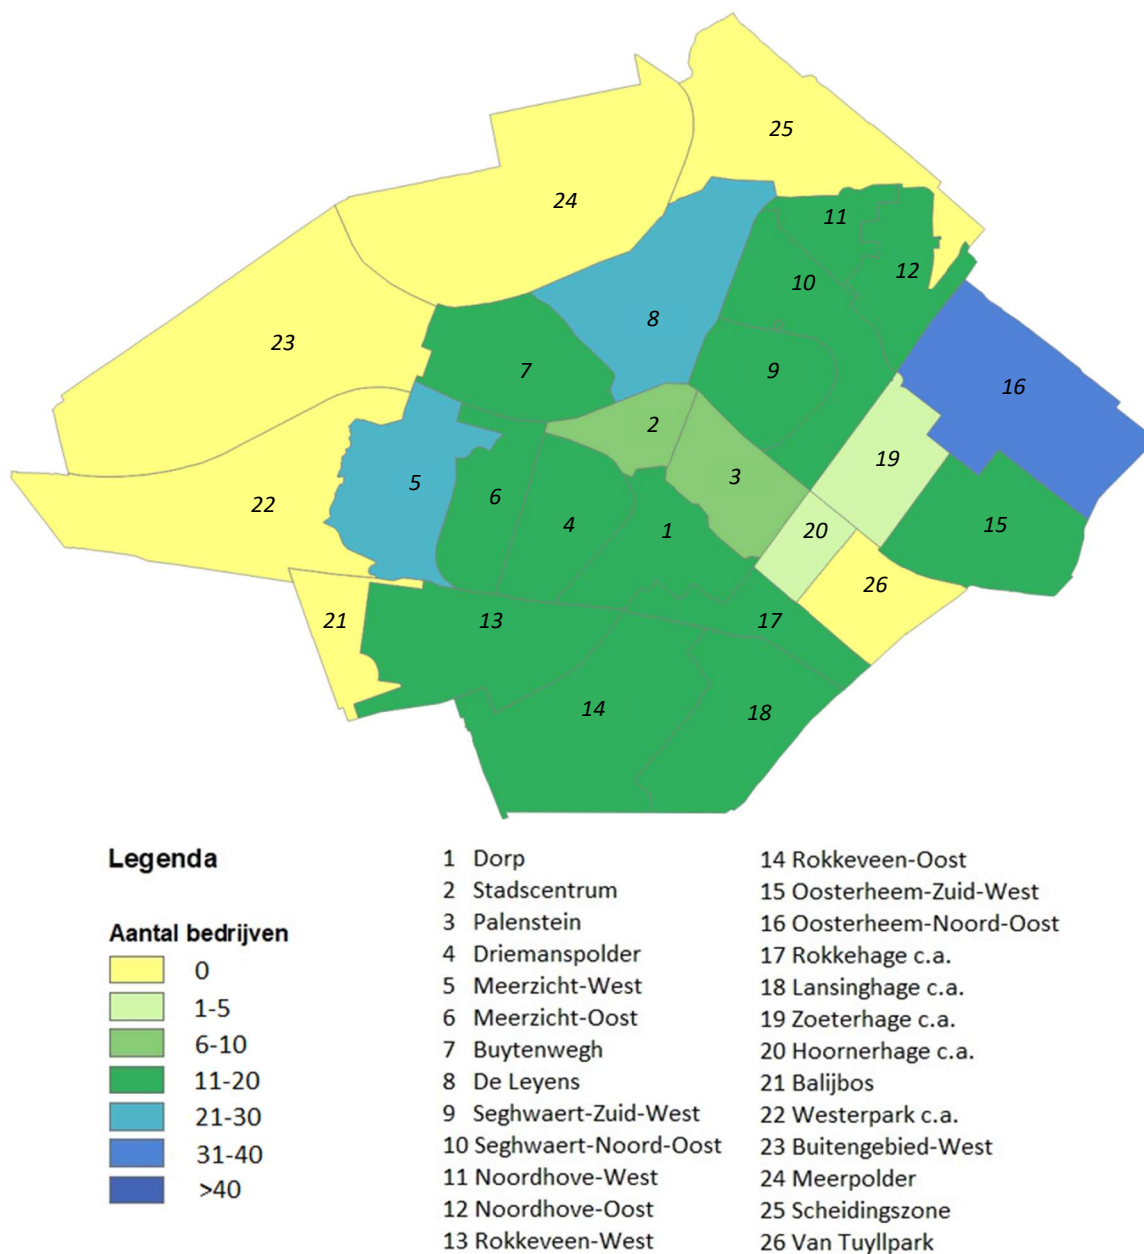 25
24
11
12
10
23
8
7
9
16
2
19
3
5
6
22
4
1
20
15
26
21
13
17
14
18
Legenda
Aantal bedrijven
0
1-5
6-10
11-20
21-30
31-40
>40
1 Dorp
2 Stadscentrum
3 Palenstein
4 Driemanspolder
5 Meerzicht-West
6 Meerzicht-Oost
7 Buytenwegh
8 De Leyens
9 Seghwaert-Zuid-West
10 Seghwaert-Noord-Oost
11 Noordhove-West
12 Noordhove-Oost
13 Rokkeveen-West
14 Rokkeveen-Oost
15 Oosterheem-Zuid-West
16 Oosterheem-Noord-Oost
17 Rokkehage c.a.
18 Lansinghage c.a.
19 Zoeterhage c.a.
20 Hoornerhage c.a.
21 Balijbos
22 Westerpark c.a.
23 Buitengebied-West
24 Meerpolder
25 Scheidingszone
26 Van Tuyllpark